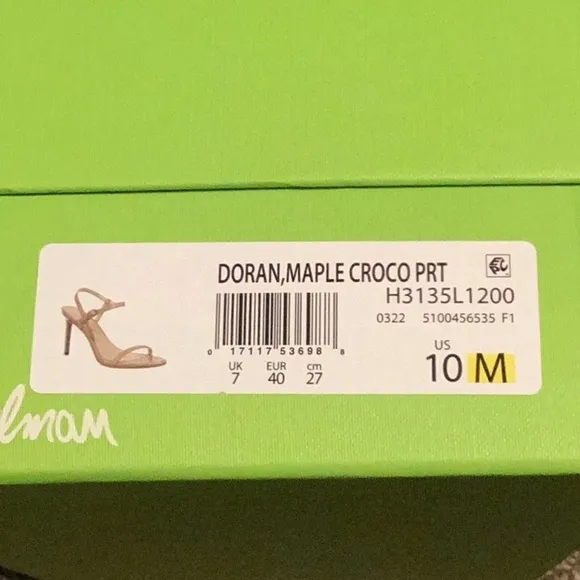 DORAN,MAPLE CROCO PRT
H3135L1200
0322 5100456535 F1
0 17117 53698 8
UK EUR cm
7 40 27
US
10 M